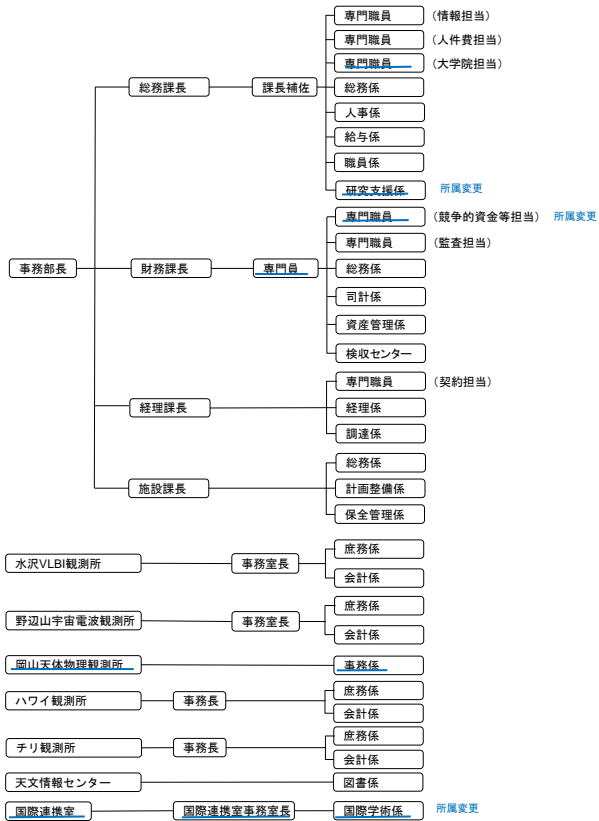 専門職員 (情報担当)
専門職員 (人件費担当)
専門職員 (大学院担当)
総務課長 課長補佐 総務係
人事係
給与係
職員係
研究支援係 所属変更
専門職員 (競争的資金等担当) 所属変更
専門職員 (監査担当)
事務部長 財務課長 専門員 総務係
司計係
資産管理係
検収センター
専門職員 (契約担当)
経理課長 経理係
調達係
総務係
施設課長 計画整備係
保全管理係
庶務係
水沢VLBI観測所 事務室長
会計係
庶務係
野辺山宇宙電波観測所 事務室長
会計係
岡山天体物理観測所 事務係
庶務係
ハワイ観測所 事務長
会計係
庶務係
チリ観測所 事務長
会計係
天文情報センター 図書係
国際連携室 国際連携室事務室長 国際学術係 所属変更